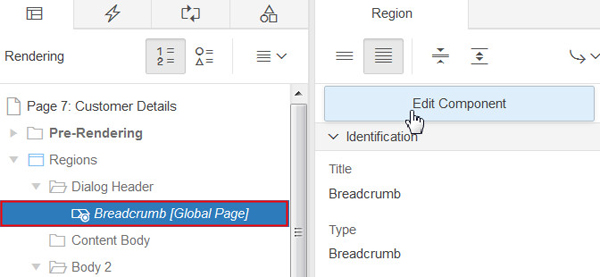 Region
Rendering
Page 7: Customer Details
Pre-Rendering
Regions
Dialog Header
Breadcrumb [Global Page]
Content Body
Body 2
Edit Component
Identification
Title
Breadcrumb
Type
Breadcrumb